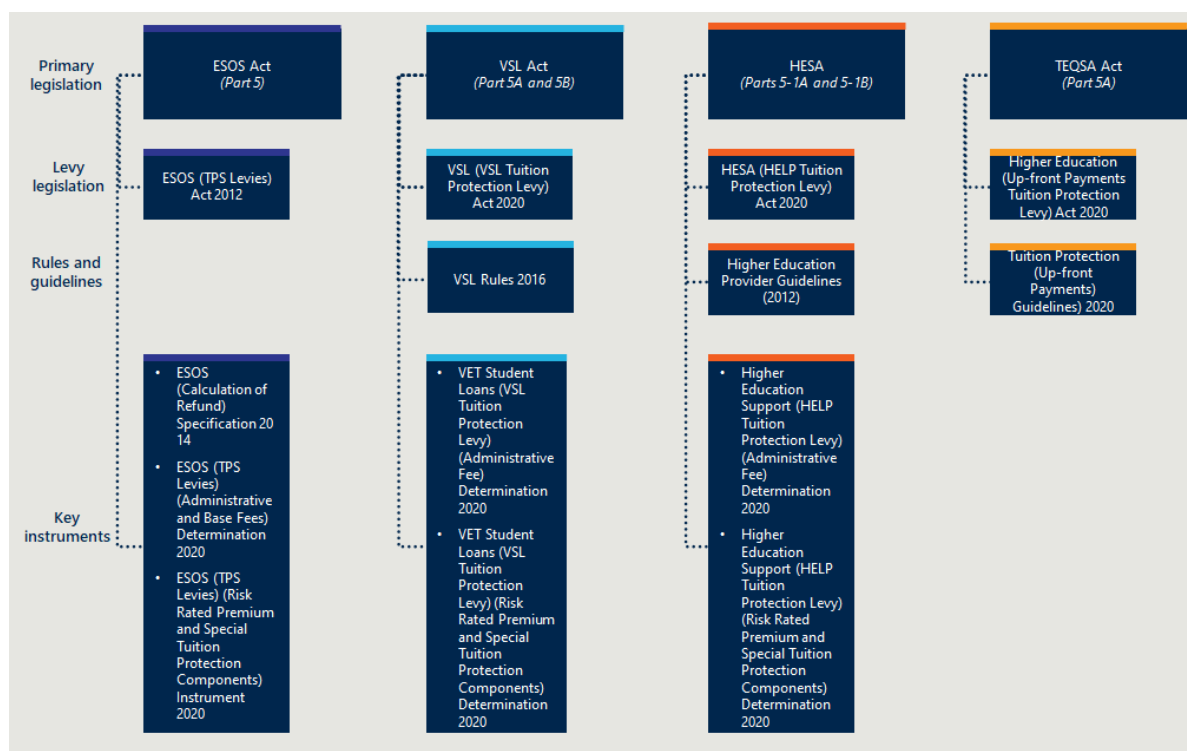 Primary
legislation
ESOS Act
(Part 5)
VSL Act
(Part 5A and 5B)
HESA
(Parts 5-1A and 5-1B)
TEQSA Act
(Part 5A)
Levy
legislation
ESOS (TPS Levies)
Act 2012
VSL (VSL Tuition
Protection Levy)
Act 2020
HESA (HELP Tuition
Protection Levy)
Act 2020
Higher Education
(Up-front Payments
Tuition Protection
Levy) Act 2020
Rules and
guidelines
VSL Rules 2016
Higher Education
Provider Guidelines
(2012)
Tuition Protection
(Up-front
Payments)
Guidelines) 2020
Key
instruments
• ESOS
(Calculation of
Refund)
Specification 20
14
• ESOS (TPS
Levies)
(Administrative
and Base Fees)
Determination
2020
• ESOS (TPS
Levies) (Risk
Rated Premium
and Special
Tuition
Protection
Components)
Instrument
2020
• VET Student
Loans (VSL
Tuition
Protection
Levy)
(Administrative
Fee)
Determination
2020
• VET Student
Loans (VSL
Tuition
Protection
Levy) (Risk
Rated Premium
and Special
Tuition
Protection
Components)
Determination
2020
• Higher
Education
Support (HELP
Tuition
Protection Levy)
(Administrative
Fee)
Determination
2020
• Higher
Education
Support (HELP
Tuition
Protection Levy)
(Risk Rated
Premium and
Special Tuition
Protection
Components)
Determination
2020